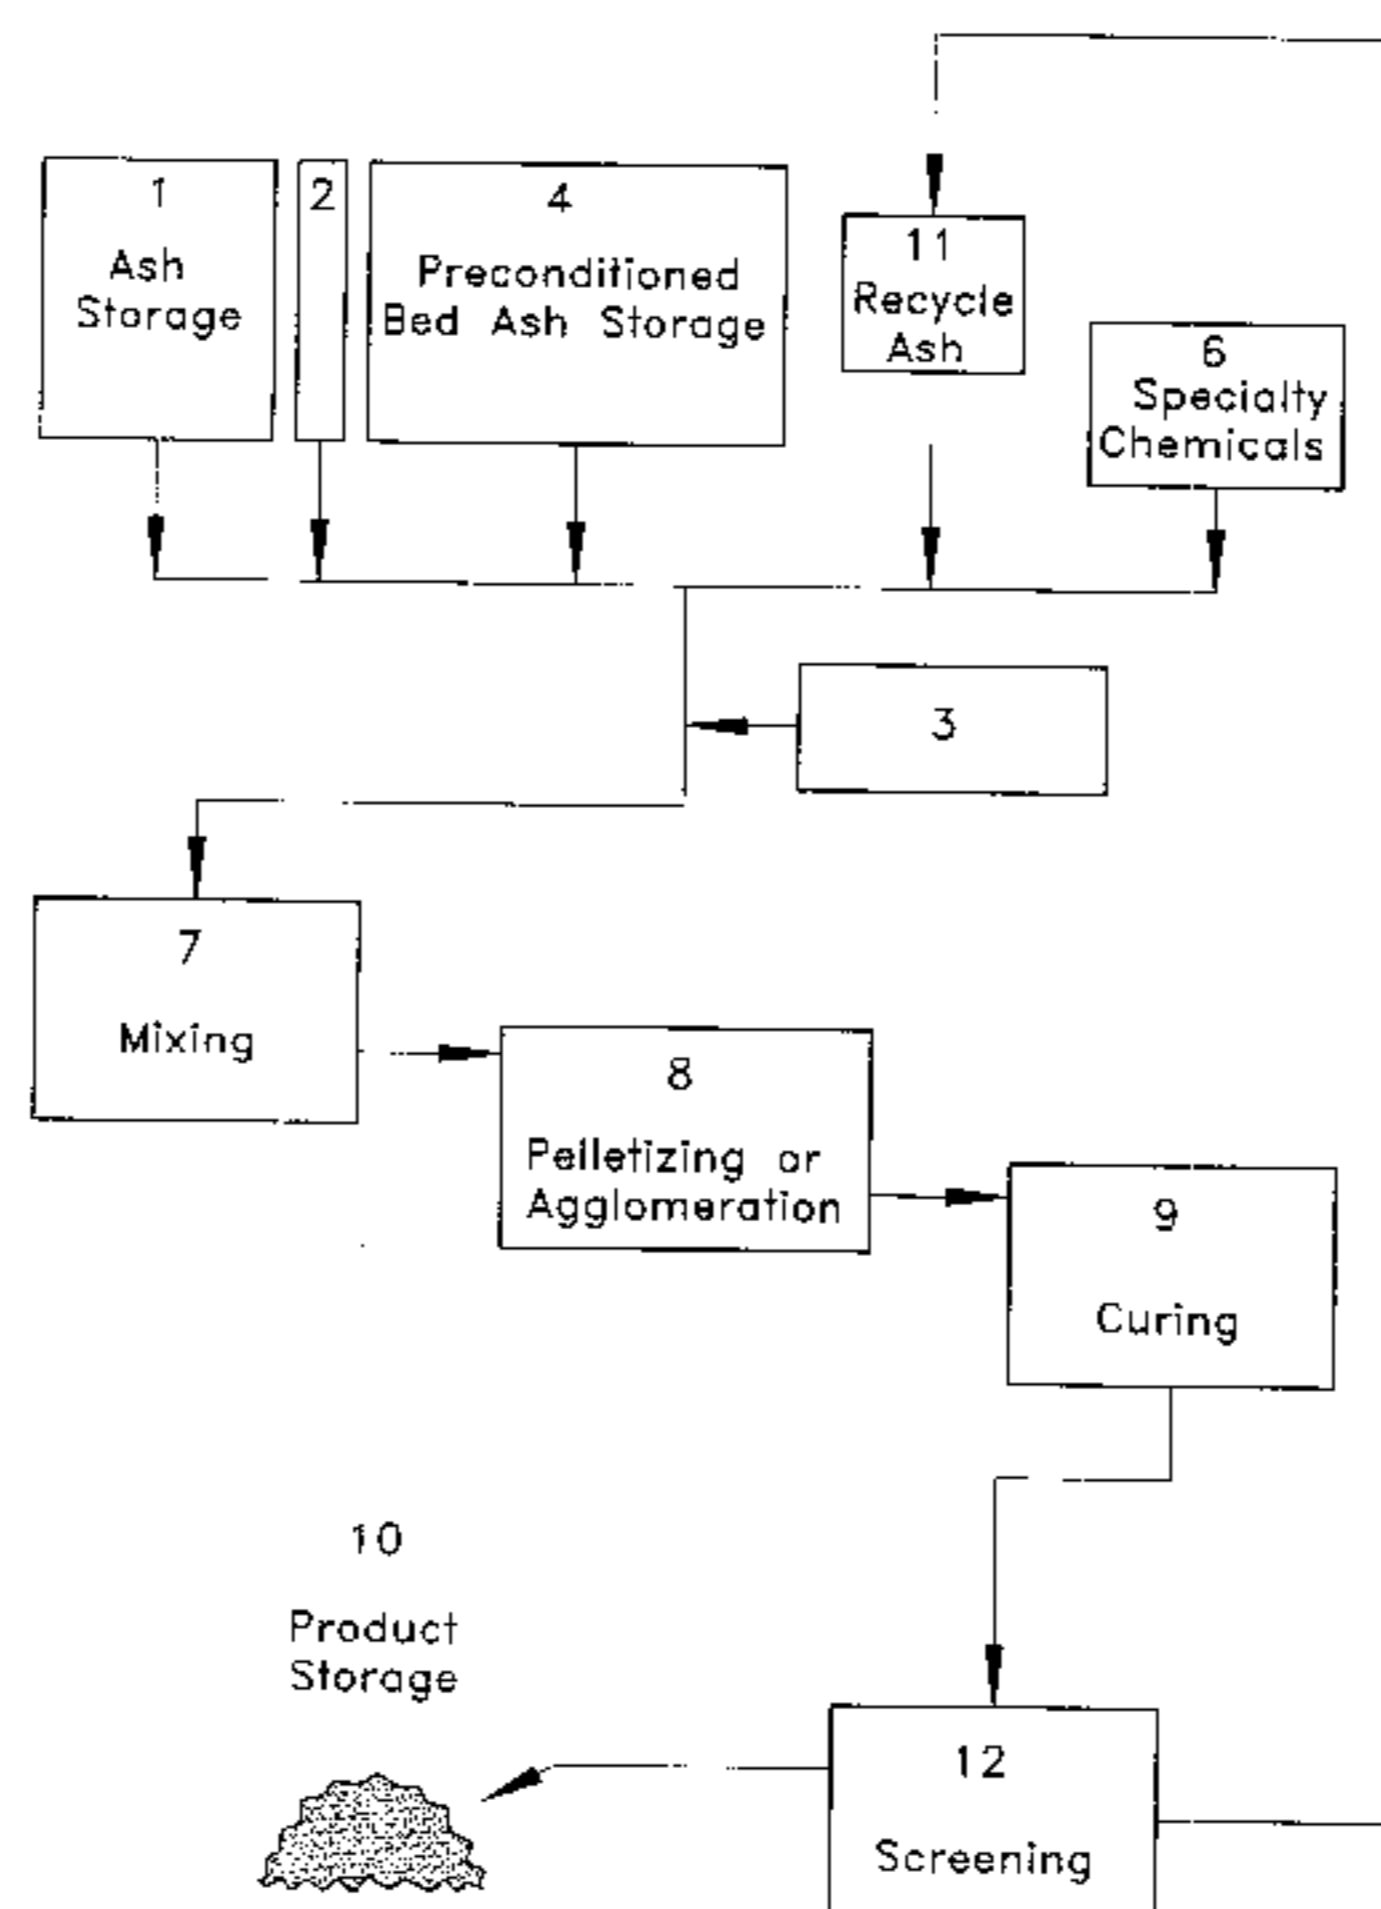 1
Ash
Storage
2
4
Preconditioned
Bed Ash Storage
11
Recycle
Ash
6
Specialty
Chemicals
3
7
Mixing
8
Pelletizing or
Agglomeration
9
Curing
10
Product
Storage
12
Screening